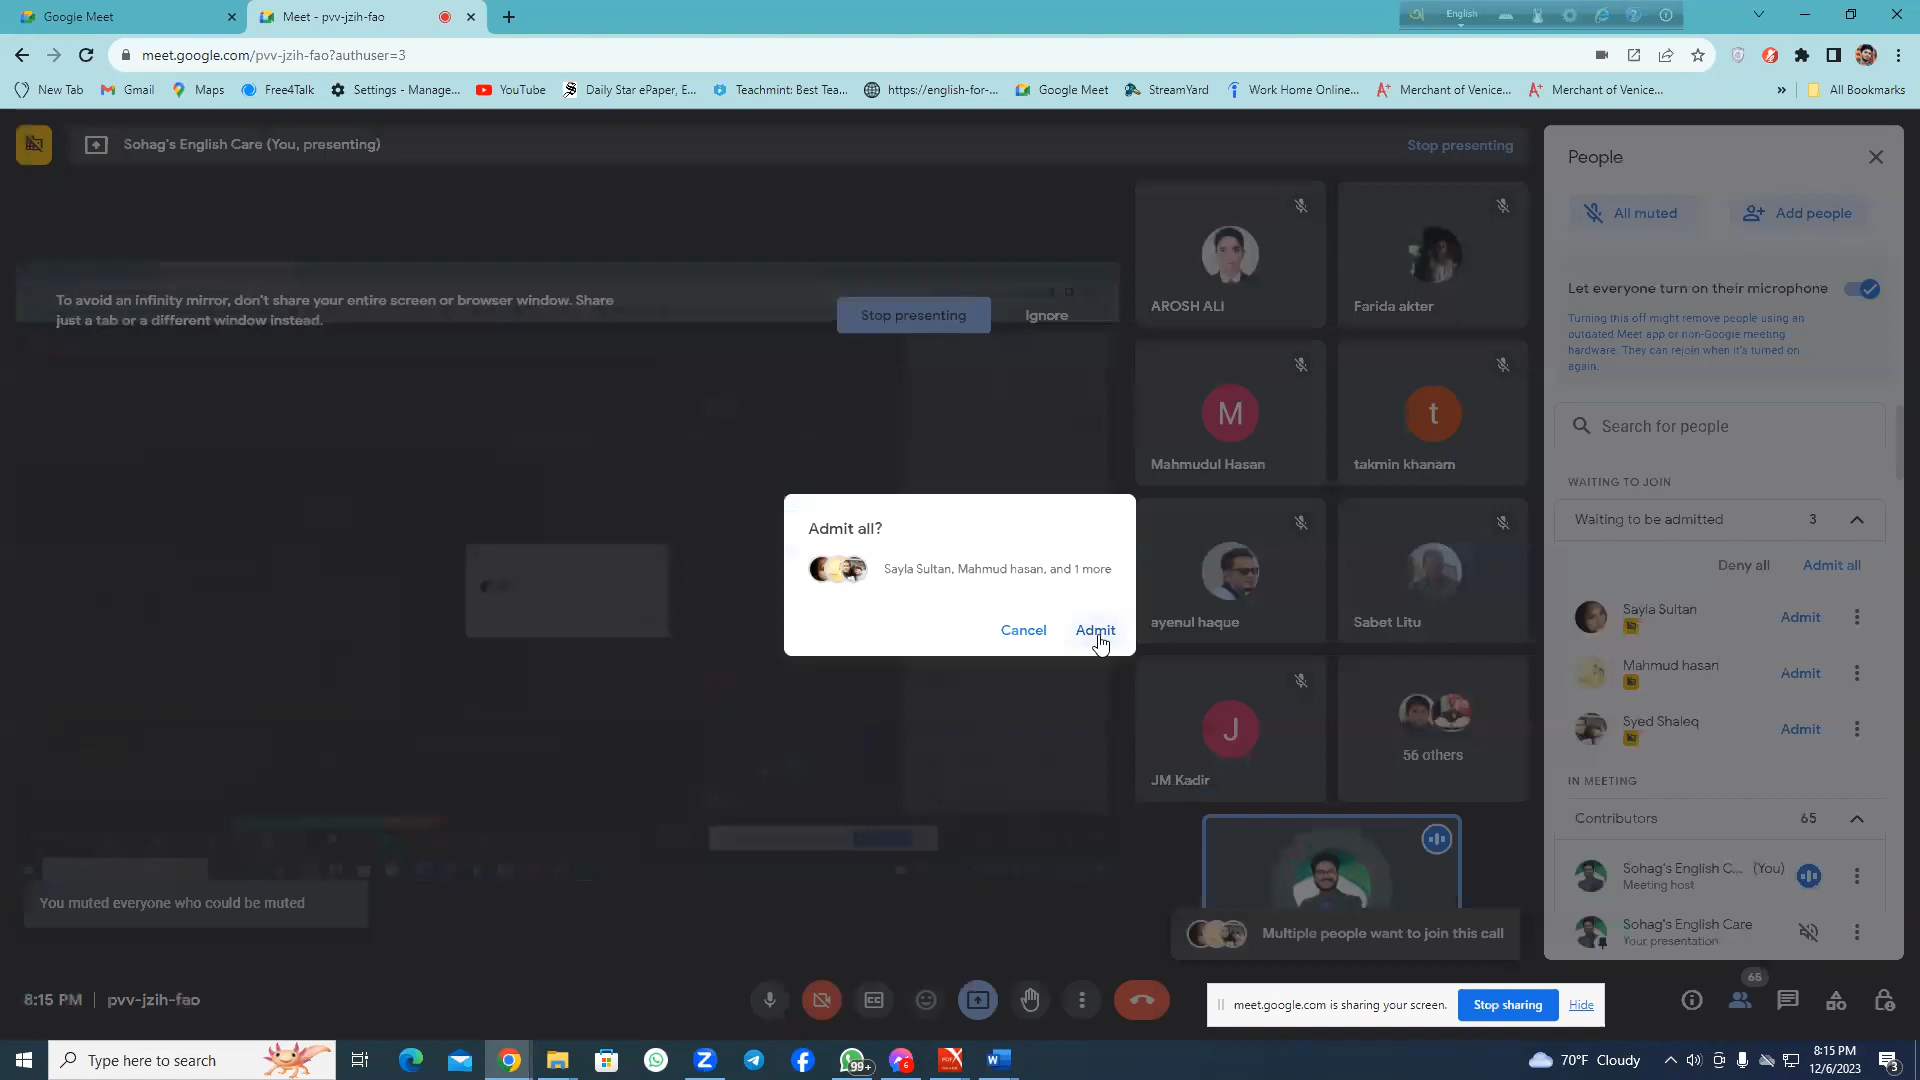 Google Meet
Meet - pvv-jzih-fao
English
meet.google.com/pvv-jzih-fao?authuser=3
New Tab
Gmail
Maps
Free4Talk
Settings - Manage...
YouTube
Daily Star ePaper, E...
Teachmint: Best Tea...
https://english-for-...
Google Meet
StreamYard
Work Home Online...
Merchant of Venice...
Merchant of Venice...
»
All Bookmarks
Sohag's English Care (You, presenting)
Stop presenting
To avoid an infinity mirror, don't share your entire screen or browser window. Share
just a tab or a different window instead.
Stop presenting
Ignore
AROSH ALI
Farida akter
M
Mahmudul Hasan
t
takmin khanam
ayenul haque
Sabet Litu
J
JM Kadir
56 others
Admit all?
Sayla Sultan, Mahmud hasan, and 1 more
Cancel
Admit
People
All muted
Add people
Let everyone turn on their microphone
Turning this off might remove people using an
outdated Meet app or non-Google meeting
hardware. They can rejoin when it's turned on
again.
Search for people
WAITING TO JOIN
Waiting to be admitted
3
Deny all
Admit all
Sayla Sultan
Admit
Mahmud hasan
Admit
Syed Shaleq
Admit
IN MEETING
Contributors
65
Sohag's English C... (You)
Meeting host
Sohag's English Care
Your presentation
You muted everyone who could be muted
Multiple people want to join this call
8:15 PM | pvv-jzih-fao
meet.google.com is sharing your screen.
Stop sharing
Hide
65
Type here to search
99+
6
70°F Cloudy
8:15 PM
12/6/2023
3